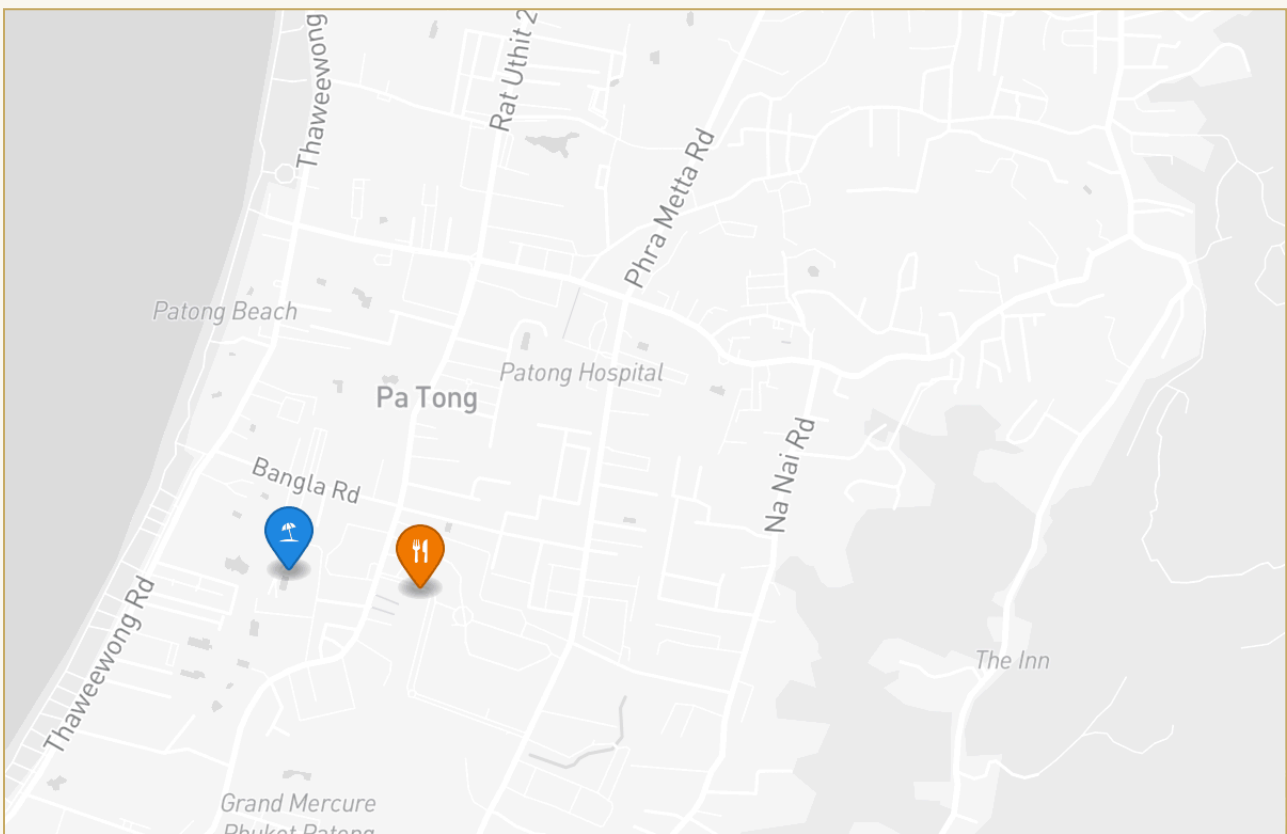 Thaweewong
Rat Uthit 2
Phra Metta Rd
Patong Beach
Patong Hospital
Pa Tong
Bangla Rd
Na Nai Rd
Thaweewong Rd
The Inn
Grand Mercure
Phuket Patong